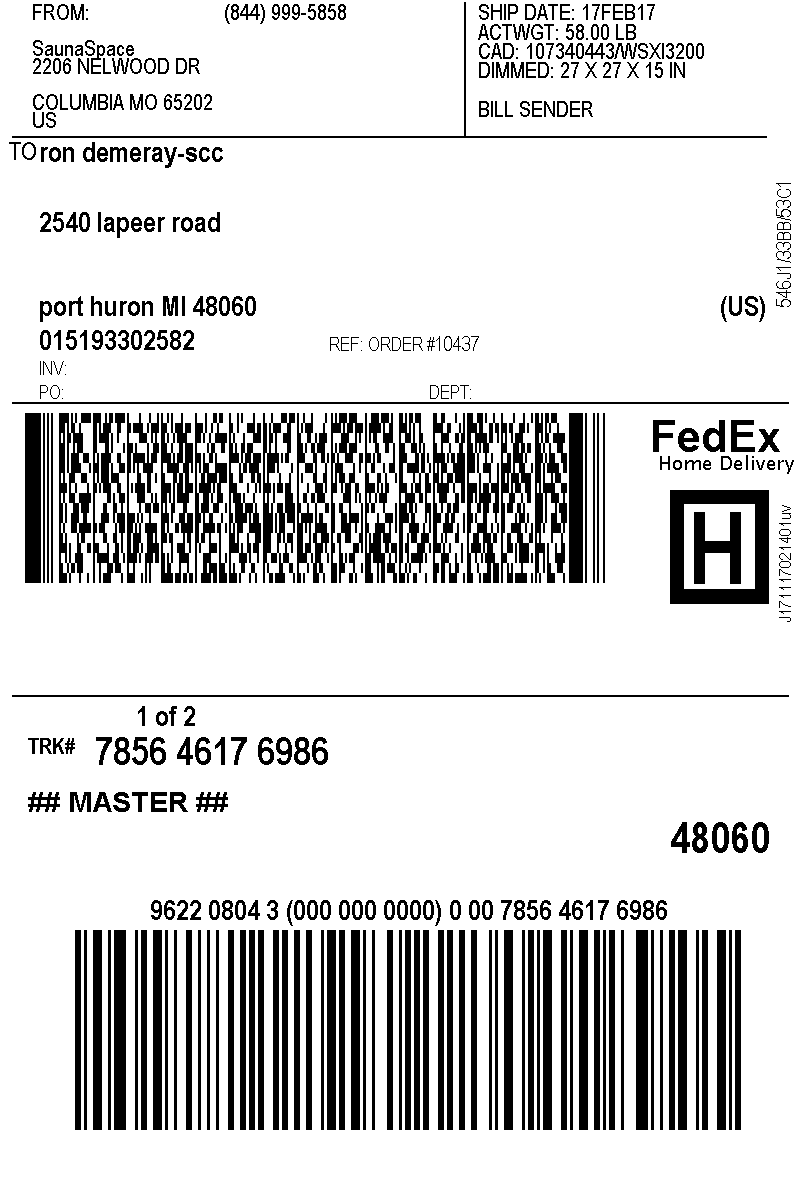 FROM: (844) 999-5858
SaunaSpace
2206 NELWOOD DR
COLUMBIA MO 65202
US
SHIP DATE: 17FEB17
ACTWGT: 58.00 LB
CAD: 107340443/WSXI3200
DIMMED: 27 X 27 X 15 IN
BILL SENDER
TO ron demeray-scc
2540 lapeer road
port huron MI 48060 (US)
015193302582 REF: ORDER #10437
INV:
PO: DEPT:
546J1/33BB/53C1
FedEx
Home Delivery
H
J171117021401uv
1 of 2
TRK# 7856 4617 6986
## MASTER ##
48060
9622 0804 3 (000 000 0000) 0 00 7856 4617 6986